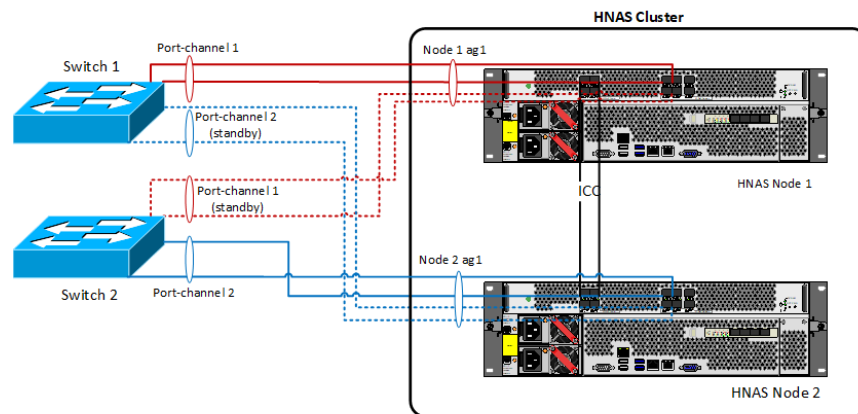 HNAS Cluster
Port-channel 1
Node 1 ag1
Switch 1
Port-channel 2
(standby)
Port-channel 1
(standby)
ICC
HNAS Node 1
Node 2 ag1
Switch 2
Port-channel 2
HNAS Node 2